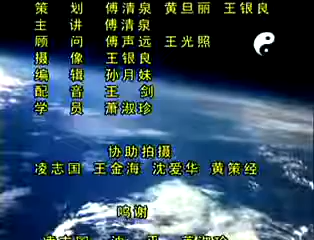 策 划 傅清泉 黄旦丽 王银良
主 讲 傅清泉
顾 问 傅声远 王光照
摄 像 王银良
编 辑 孙月妹
配 音 王 剑
学 员 萧淑珍
协助拍摄
凌志国 王金海 沈爱华 黄策经
鸣谢